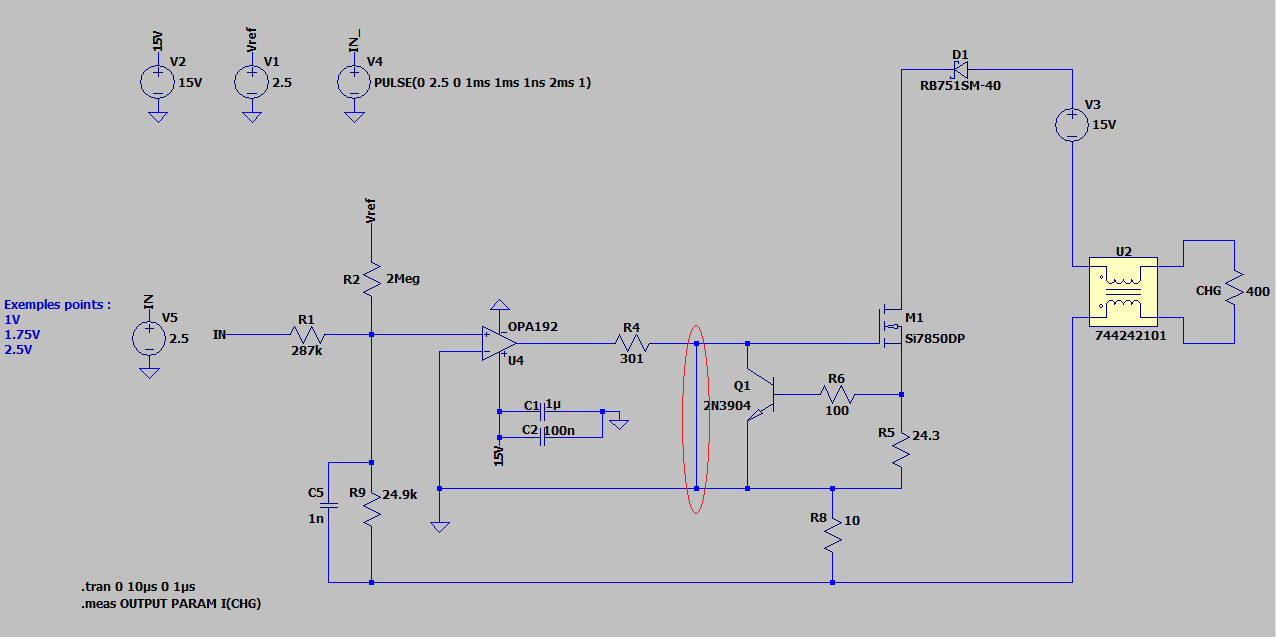 15V
V2
15V
Vref
V1
2.5
IN_
V4
PULSE(0 2.5 0 1ms 1ms 1ns 2ms 1)
D1
RB751SM-40
V3
15V
Vref
R2
2Meg
U2
CHG
400
744242101
Exemples points :
1V
1.75V
2.5V
IN
V5
2.5
IN
R1
287k
OPA192
U4
R4
301
M1
Si7850DP
Q1
2N3904
R6
100
C1
1µ
C2
100n
15V
R5
24.3
C5
1n
R9
24.9k
R8
10
.tran 0 10µs 0 1µs
.meas OUTPUT PARAM I(CHG)